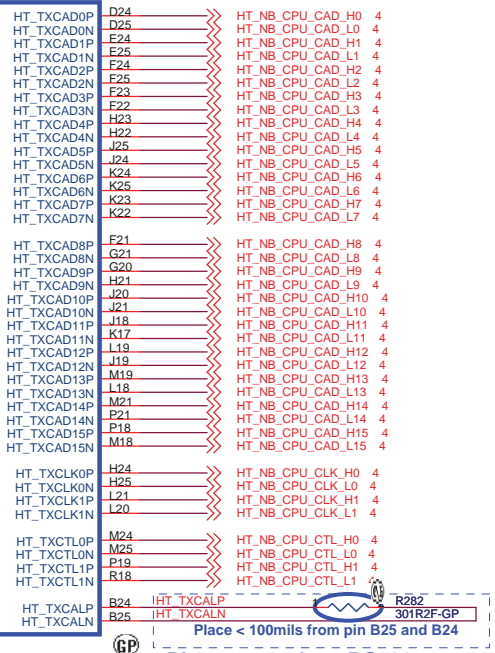 HT_TXCAD0P D24 HT_NB_CPU_CAD_H0 4
HT_TXCAD0N D25 HT_NB_CPU_CAD_L0 4
HT_TXCAD1P E24 HT_NB_CPU_CAD_H1 4
HT_TXCAD1N E25 HT_NB_CPU_CAD_L1 4
HT_TXCAD2P F24 HT_NB_CPU_CAD_H2 4
HT_TXCAD2N F25 HT_NB_CPU_CAD_L2 4
HT_TXCAD3P F23 HT_NB_CPU_CAD_H3 4
HT_TXCAD3N F22 HT_NB_CPU_CAD_L3 4
HT_TXCAD4P H23 HT_NB_CPU_CAD_H4 4
HT_TXCAD4N H22 HT_NB_CPU_CAD_L4 4
HT_TXCAD5P J25 HT_NB_CPU_CAD_H5 4
HT_TXCAD5N J24 HT_NB_CPU_CAD_L5 4
HT_TXCAD6P K24 HT_NB_CPU_CAD_H6 4
HT_TXCAD6N K25 HT_NB_CPU_CAD_L6 4
HT_TXCAD7P K23 HT_NB_CPU_CAD_H7 4
HT_TXCAD7N K22 HT_NB_CPU_CAD_L7 4
HT_TXCAD8P F21 HT_NB_CPU_CAD_H8 4
HT_TXCAD8N G21 HT_NB_CPU_CAD_L8 4
HT_TXCAD9P G20 HT_NB_CPU_CAD_H9 4
HT_TXCAD9N H21 HT_NB_CPU_CAD_L9 4
HT_TXCAD10P J20 HT_NB_CPU_CAD_H10 4
HT_TXCAD10N J21 HT_NB_CPU_CAD_L10 4
HT_TXCAD11P J18 HT_NB_CPU_CAD_H11 4
HT_TXCAD11N K17 HT_NB_CPU_CAD_L11 4
HT_TXCAD12P L19 HT_NB_CPU_CAD_H12 4
HT_TXCAD12N J19 HT_NB_CPU_CAD_L12 4
HT_TXCAD13P M19 HT_NB_CPU_CAD_H13 4
HT_TXCAD13N L18 HT_NB_CPU_CAD_L13 4
HT_TXCAD14P M21 HT_NB_CPU_CAD_H14 4
HT_TXCAD14N P21 HT_NB_CPU_CAD_L14 4
HT_TXCAD15P P18 HT_NB_CPU_CAD_H15 4
HT_TXCAD15N M18 HT_NB_CPU_CAD_L15 4
HT_TXCLK0P H24 HT_NB_CPU_CLK_H0 4
HT_TXCLK0N H25 HT_NB_CPU_CLK_L0 4
HT_TXCLK1P L21 HT_NB_CPU_CLK_H1 4
HT_TXCLK1N L20 HT_NB_CPU_CLK_L1 4
HT_TXCTL0P M24 HT_NB_CPU_CTL_H0 4
HT_TXCTL0N M25 HT_NB_CPU_CTL_L0 4
HT_TXCTL1P P19 HT_NB_CPU_CTL_H1 4
HT_TXCTL1N R18 HT_NB_CPU_CTL_L1
HT_TXCALP B24 HT_TXCALP 1 R282
HT_TXCALN B25 HT_TXCALN 301R2F-GP
Place < 100mils from pin B25 and B24
GP